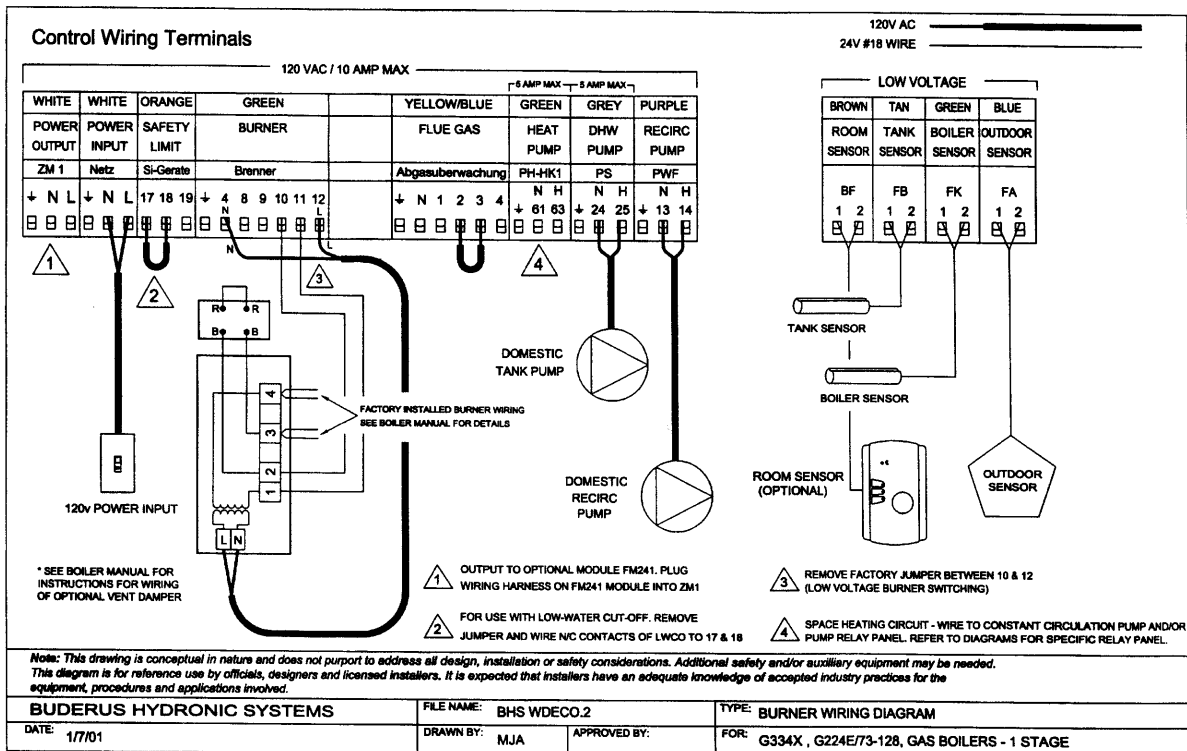 Control Wiring Terminals
120V AC
24V #18 WIRE
120 VAC / 10 AMP MAX
5 AMP MAX
5 AMP MAX
LOW VOLTAGE
WHITE WHITE ORANGE GREEN YELLOW/BLUE GREEN GREY PURPLE
BROWN TAN GREEN BLUE
POWER OUTPUT
POWER INPUT
SAFETY LIMIT
BURNER
FLUE GAS
HEAT PUMP
DHW PUMP
RECIRC PUMP
ROOM SENSOR
TANK SENSOR
BOILER SENSOR
OUTDOOR SENSOR
ZM 1 Netz Si-Gerate Brenner Abgasuberwachung PH-HK1 PS PWF
BF FB FK FA
N L N L 17 18 19 4 8 9 10 11 12 N 1 2 3 4 61 63 24 25 13 14
N L N H N H N H
1 2 1 2 1 2 1 2
N L
1 2 3 4
R R
B B
4
3
2
1
L N
FACTORY INSTALLED BURNER WIRING
SEE BOILER MANUAL FOR DETAILS
120v POWER INPUT
DOMESTIC
TANK PUMP
DOMESTIC
RECIRC
PUMP
TANK SENSOR
BOILER SENSOR
ROOM SENSOR
(OPTIONAL)
OUTDOOR
SENSOR
* SEE BOILER MANUAL FOR
INSTRUCTIONS FOR WIRING
OF OPTIONAL VENT DAMPER
1 OUTPUT TO OPTIONAL MODULE FM241. PLUG
WIRING HARNESS ON FM241 MODULE INTO ZM1
2 FOR USE WITH LOW-WATER CUT-OFF. REMOVE
JUMPER AND WIRE N/C CONTACTS OF LWCO TO 17 & 18
3 REMOVE FACTORY JUMPER BETWEEN 10 & 12
(LOW VOLTAGE BURNER SWITCHING)
4 SPACE HEATING CIRCUIT - WIRE TO CONSTANT CIRCULATION PUMP AND/OR
PUMP RELAY PANEL. REFER TO DIAGRAMS FOR SPECIFIC RELAY PANEL.
Note: This drawing is conceptual in nature and does not purport to address all design, installation or safety considerations. Additional safety and/or auxiliary equipment may be needed.
This diagram is for reference use by officials, designers and licensed installers. It is expected that installers have an adequate knowledge of accepted industry practices for the
equipment, procedures and applications involved.
BUDERUS HYDRONIC SYSTEMS
FILE NAME: BHS WDECO.2
TYPE: BURNER WIRING DIAGRAM
DATE: 1/7/01
DRAWN BY: MJA
APPROVED BY:
FOR: G334X , G224E/73-128, GAS BOILERS - 1 STAGE